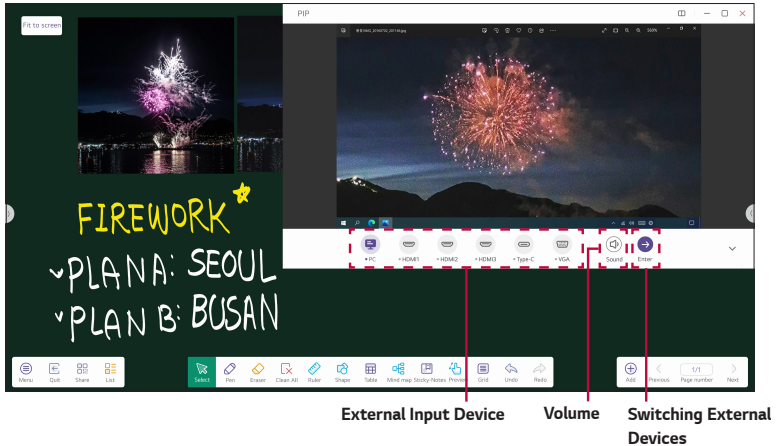 PIP
Fit to screen
560%
FIREWORK
PLAN A: SEOUL
PLAN B: BUSAN
PC
HDMI1
HDMI2
HDMI3
Type-C
VGA
Sound
Enter
Menu
Quit
Share
List
Select
Pen
Eraser
Clean All
Ruler
Shape
Table
Mind map
Sticky-Notes
Preview
Grid
Undo
Redo
Add
Previous
1/1
Page number
Next
External Input Device
Volume
Switching External
Devices